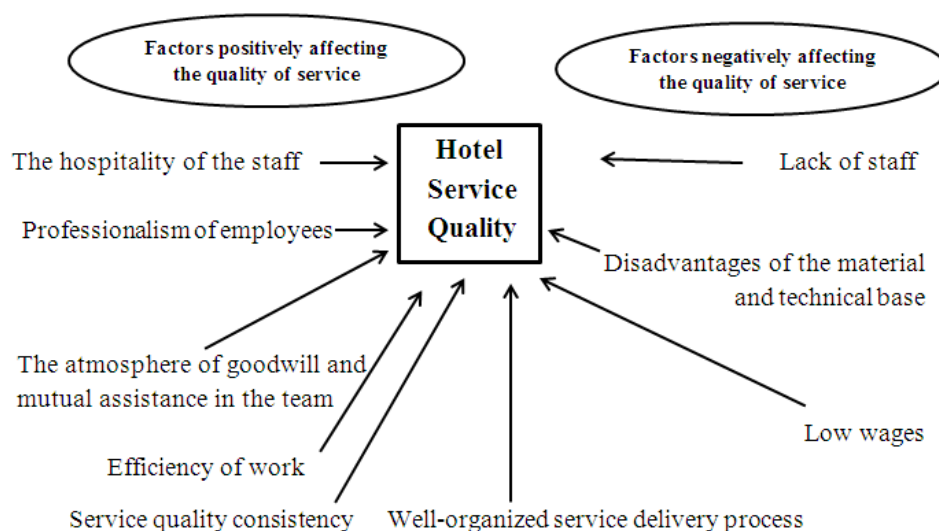 Factors positively affecting
the quality of service
Factors negatively affecting
the quality of service
Hotel
Service
Quality
The hospitality of the staff
Lack of staff
Professionalism of employees
Disadvantages of the material
and technical base
The atmosphere of goodwill and
mutual assistance in the team
Low wages
Efficiency of work
Service quality consistency
Well-organized service delivery process